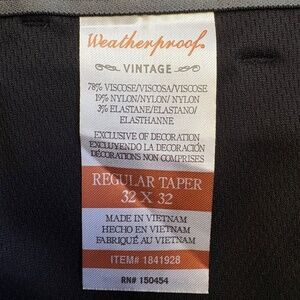 Weatherproof
VINTAGE
78% VISCOSE/VISCOSA/VISCOSE
19% NYLON/NYLON/ NYLON
3% ELASTANE/ELASTANO/
ELASTHANNE
EXCLUSIVE OF DECORATION
EXCLUYENDO LA DECORACIÓN
DÉCORATIONS NON COMPRISES
REGULAR TAPER
32 X 32
MADE IN VIETNAM
HECHO EN VIETNAM
FABRIQUÉ AU VIETNAM
ITEM# 1841928
RN# 150454